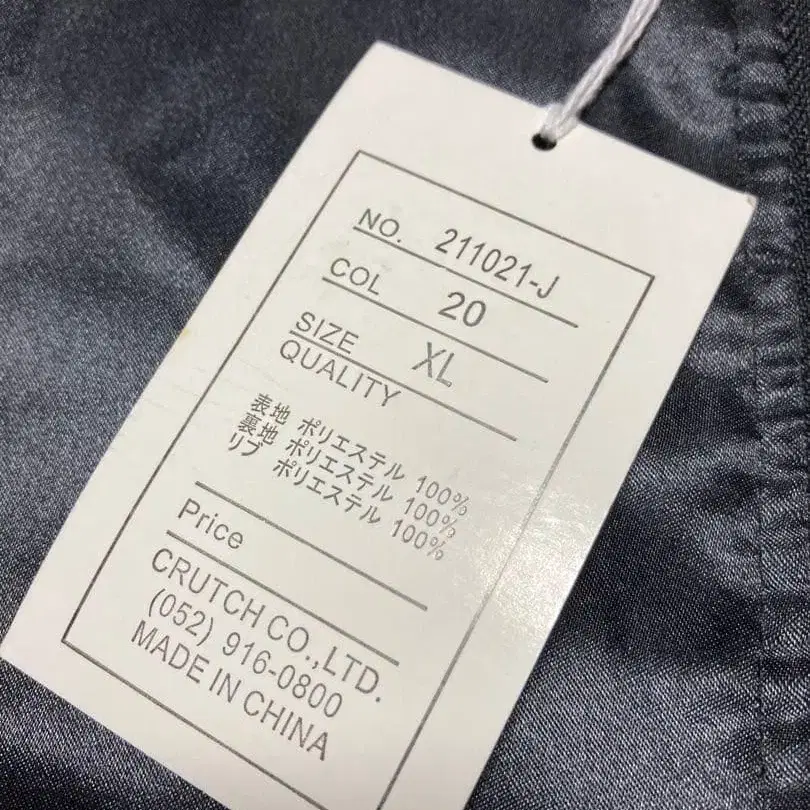 NO. 211021-J
COL 20
SIZE XL
QUALITY
表地 ポリエステル 100%
裏地 ポリエステル 100%
リブ ポリエステル 100%
Price
CRUTCH CO.,LTD.
(052) 916-0800
MADE IN CHINA